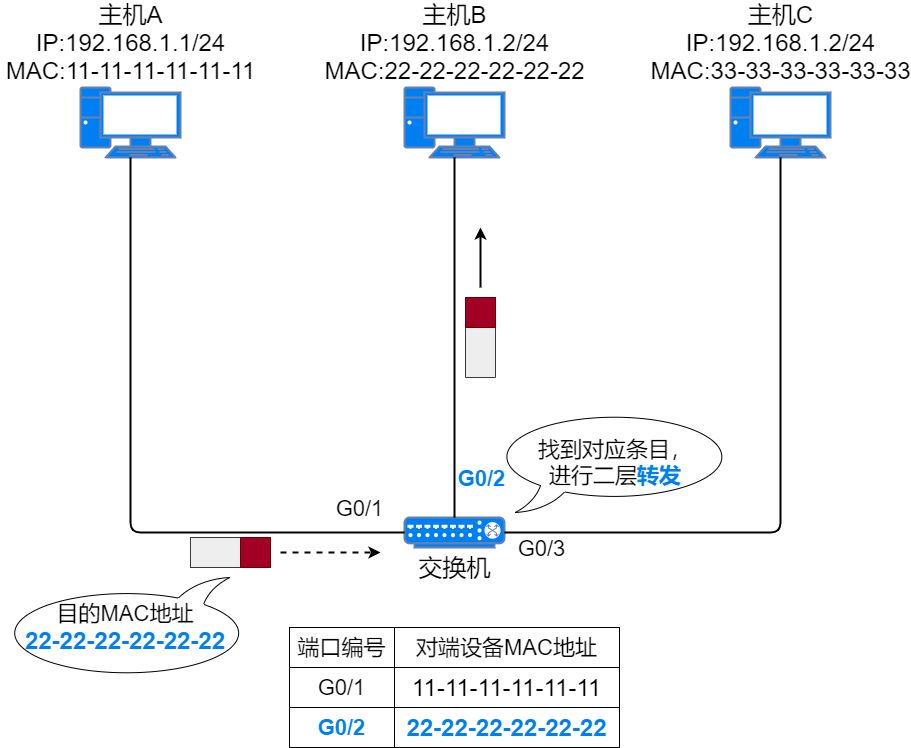 主机A
IP:192.168.1.1/24
MAC:11-11-11-11-11-11
主机B
IP:192.168.1.2/24
MAC:22-22-22-22-22-22
主机C
IP:192.168.1.2/24
MAC:33-33-33-33-33-33
找到对应条目，
进行二层转发
G0/2
G0/1
G0/3
交换机
目的MAC地址
22-22-22-22-22-22
端口编号 对端设备MAC地址
G0/1 11-11-11-11-11-11
G0/2 22-22-22-22-22-22